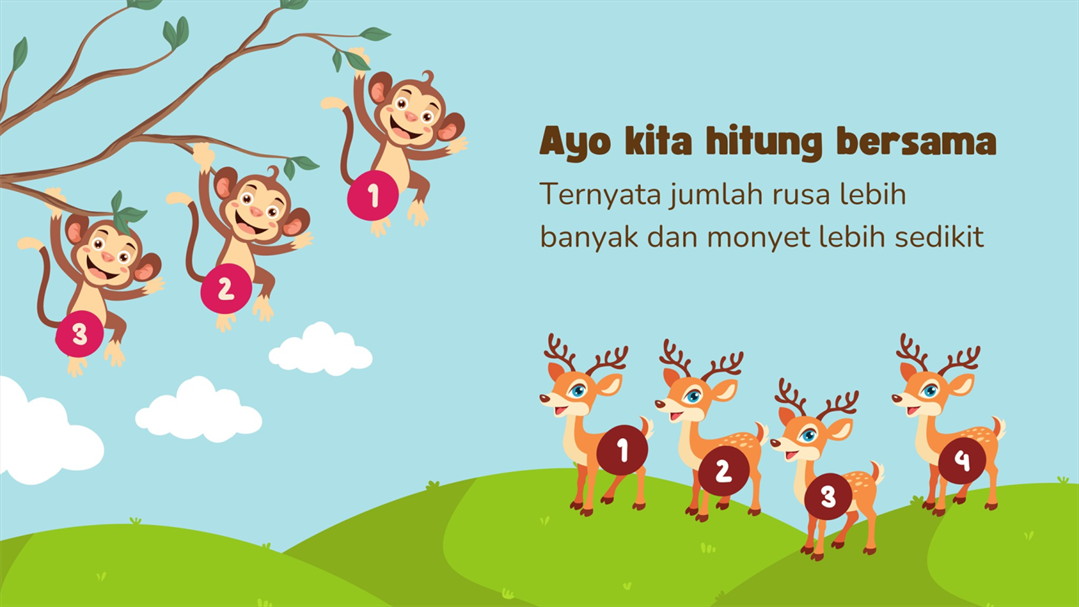 Ayo kita hitung bersama
Ternyata jumlah rusa lebih
banyak dan monyet lebih sedikit
1
2
3
1
2
3
4